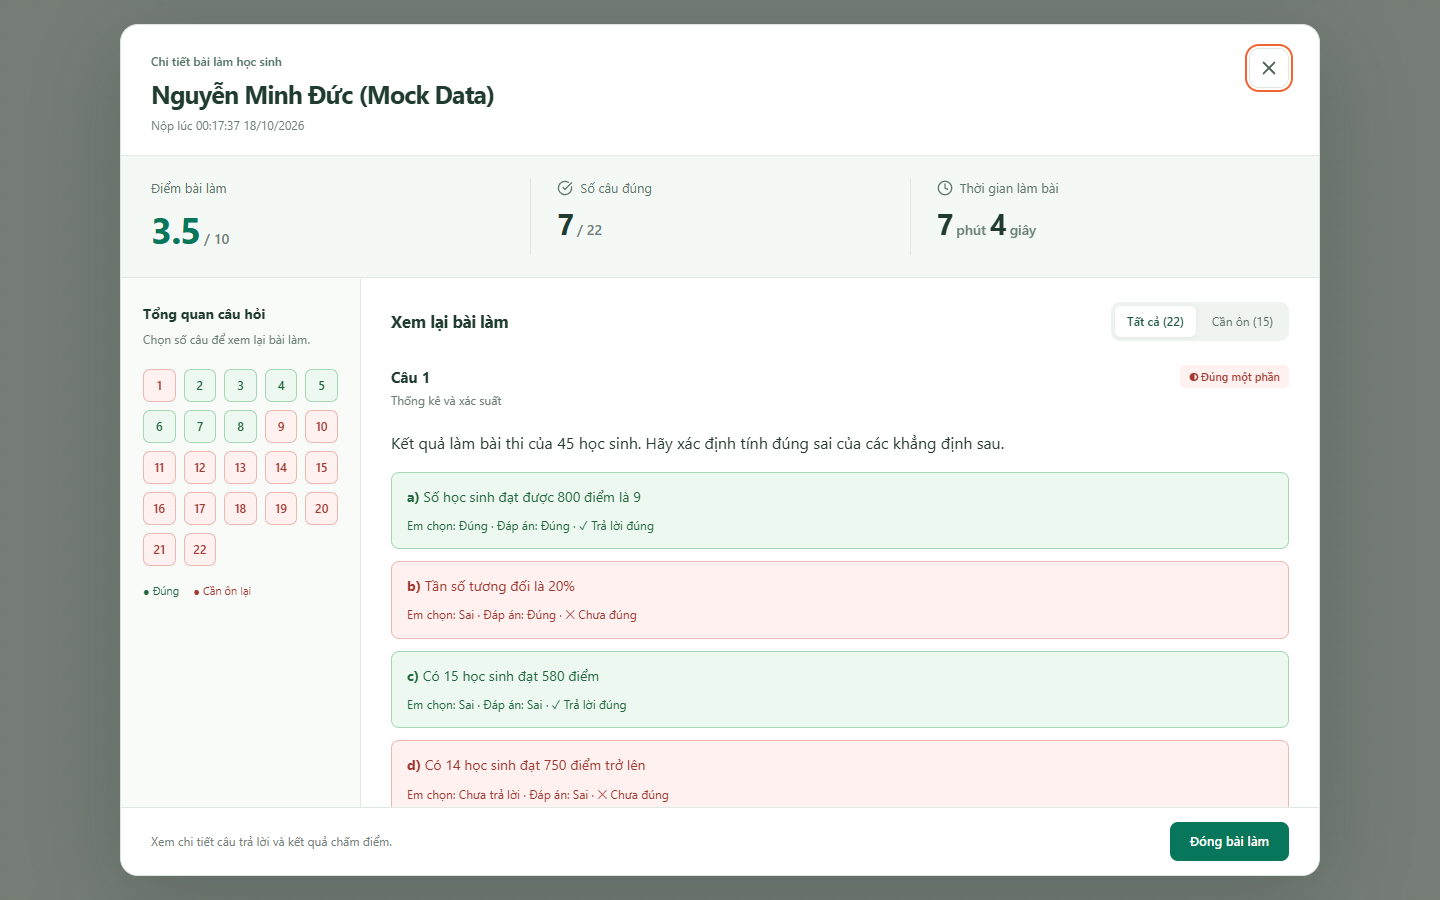 Chi tiết bài làm học sinh
Nguyễn Minh Đức (Mock Data)
Nộp lúc 00:17:37 18/10/2026
Điểm bài làm
3.5 / 10
Số câu đúng
7 / 22
Thời gian làm bài
7 phút 4 giây
Tổng quan câu hỏi
Chọn số câu để xem lại bài làm.
1 2 3 4 5
6 7 8 9 10
11 12 13 14 15
16 17 18 19 20
21 22
● Đúng ● Cần ôn lại
Xem lại bài làm
Tất cả (22) Cần ôn (15)
Câu 1
Đúng một phần
Thống kê và xác suất
Kết quả làm bài thi của 45 học sinh. Hãy xác định tính đúng sai của các khẳng định sau.
a) Số học sinh đạt được 800 điểm là 9
Em chọn: Đúng · Đáp án: Đúng · ✓ Trả lời đúng
b) Tần số tương đối là 20%
Em chọn: Sai · Đáp án: Đúng · ✕ Chưa đúng
c) Có 15 học sinh đạt 580 điểm
Em chọn: Sai · Đáp án: Sai · ✓ Trả lời đúng
d) Có 14 học sinh đạt 750 điểm trở lên
Em chọn: Chưa trả lời · Đáp án: Sai · ✕ Chưa đúng
Xem chi tiết câu trả lời và kết quả chấm điểm.
Đóng bài làm